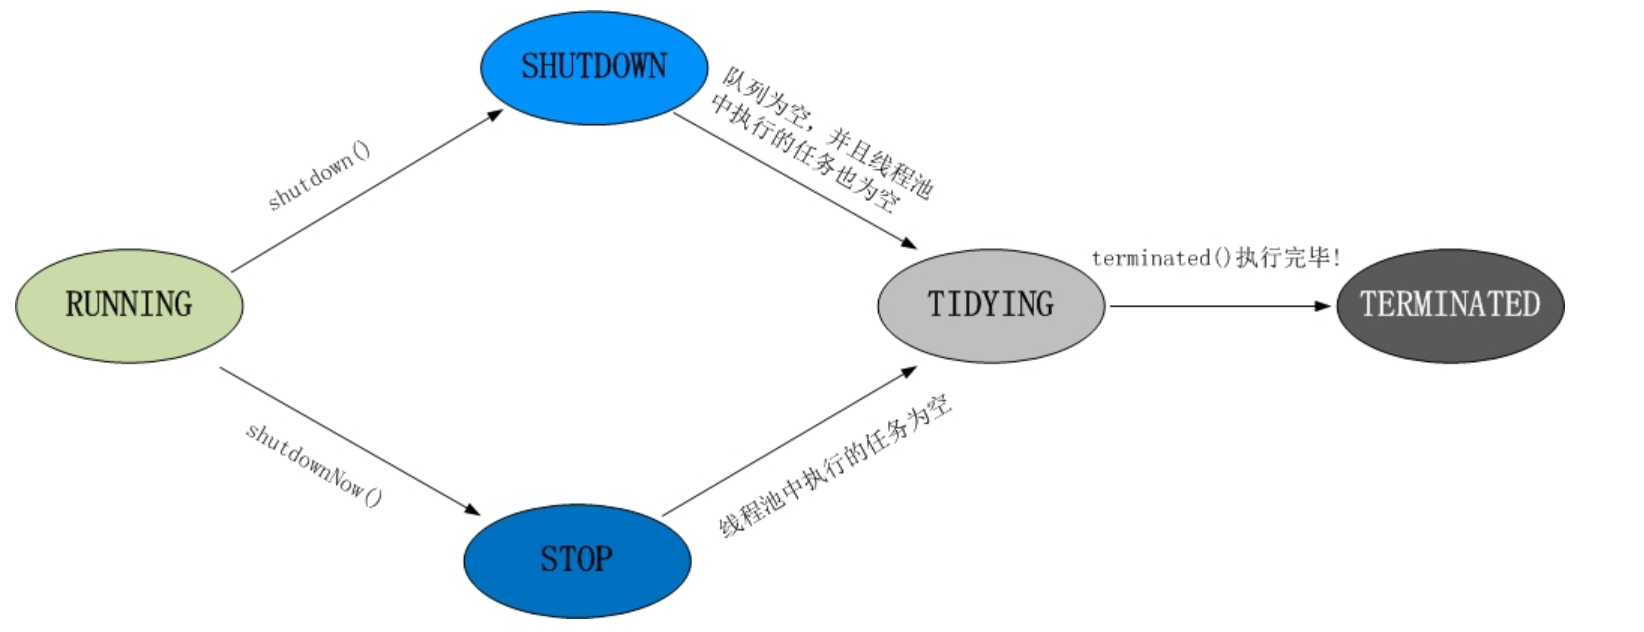 SHUTDOWN
队列为空，并且线程池
中执行的任务也为空
shutdown()
RUNNING
TIDYING
terminated()执行完毕!
TERMINATED
shutdownNow()
线程池中执行的任务为空
STOP